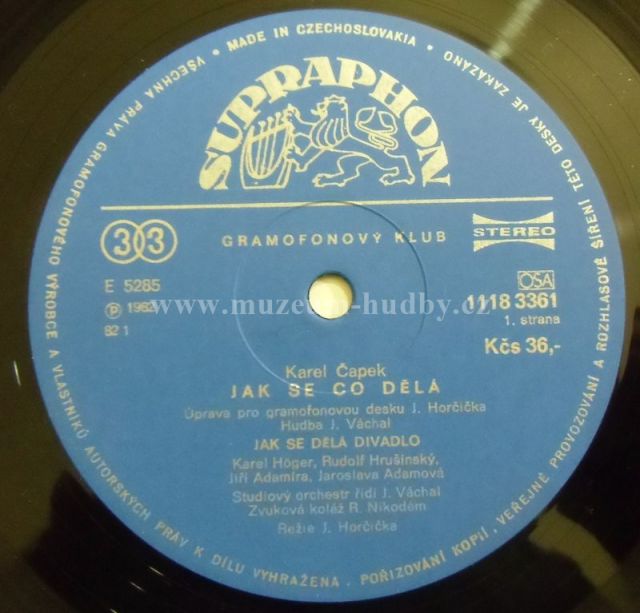 VŠECHNA PRÁVA GRAMOFONOVÉHO VÝROBCE A VLASTNÍKŮ AUTORSKÝCH PRÁV K DÍLU VYHRAŽENA. POŘIZOVÁNÍ KOPIÍ, VEŘEJNÉ PROVOZOVÁNÍ A ROZHLASOVÉ ŠÍŘENÍ TÉTO DESKY JE ZAKÁZÁNO
• MADE IN CZECHOSLOVAKIA •
SUPRAPHON
33
GRAMOFONOVÝ KLUB
STEREO
E 5285
Ⓟ 1982
82 1
OSA
1118 3361
1. strana
Kčs 36,-
www.muzeum-hudby.cz
Karel Čapek
JAK SE CO DĚLÁ
Úprava pro gramofonovou desku J. Horčička
Hudba J. Váchal
JAK SE DĚLÁ DIVADLO
Karel Höger, Rudolf Hrušínský,
Jiří Adamíra, Jaroslava Adamová
Studiový orchestr řídí J. Váchal
Zvuková koláž R. Nikodém
Režie J. Horčička